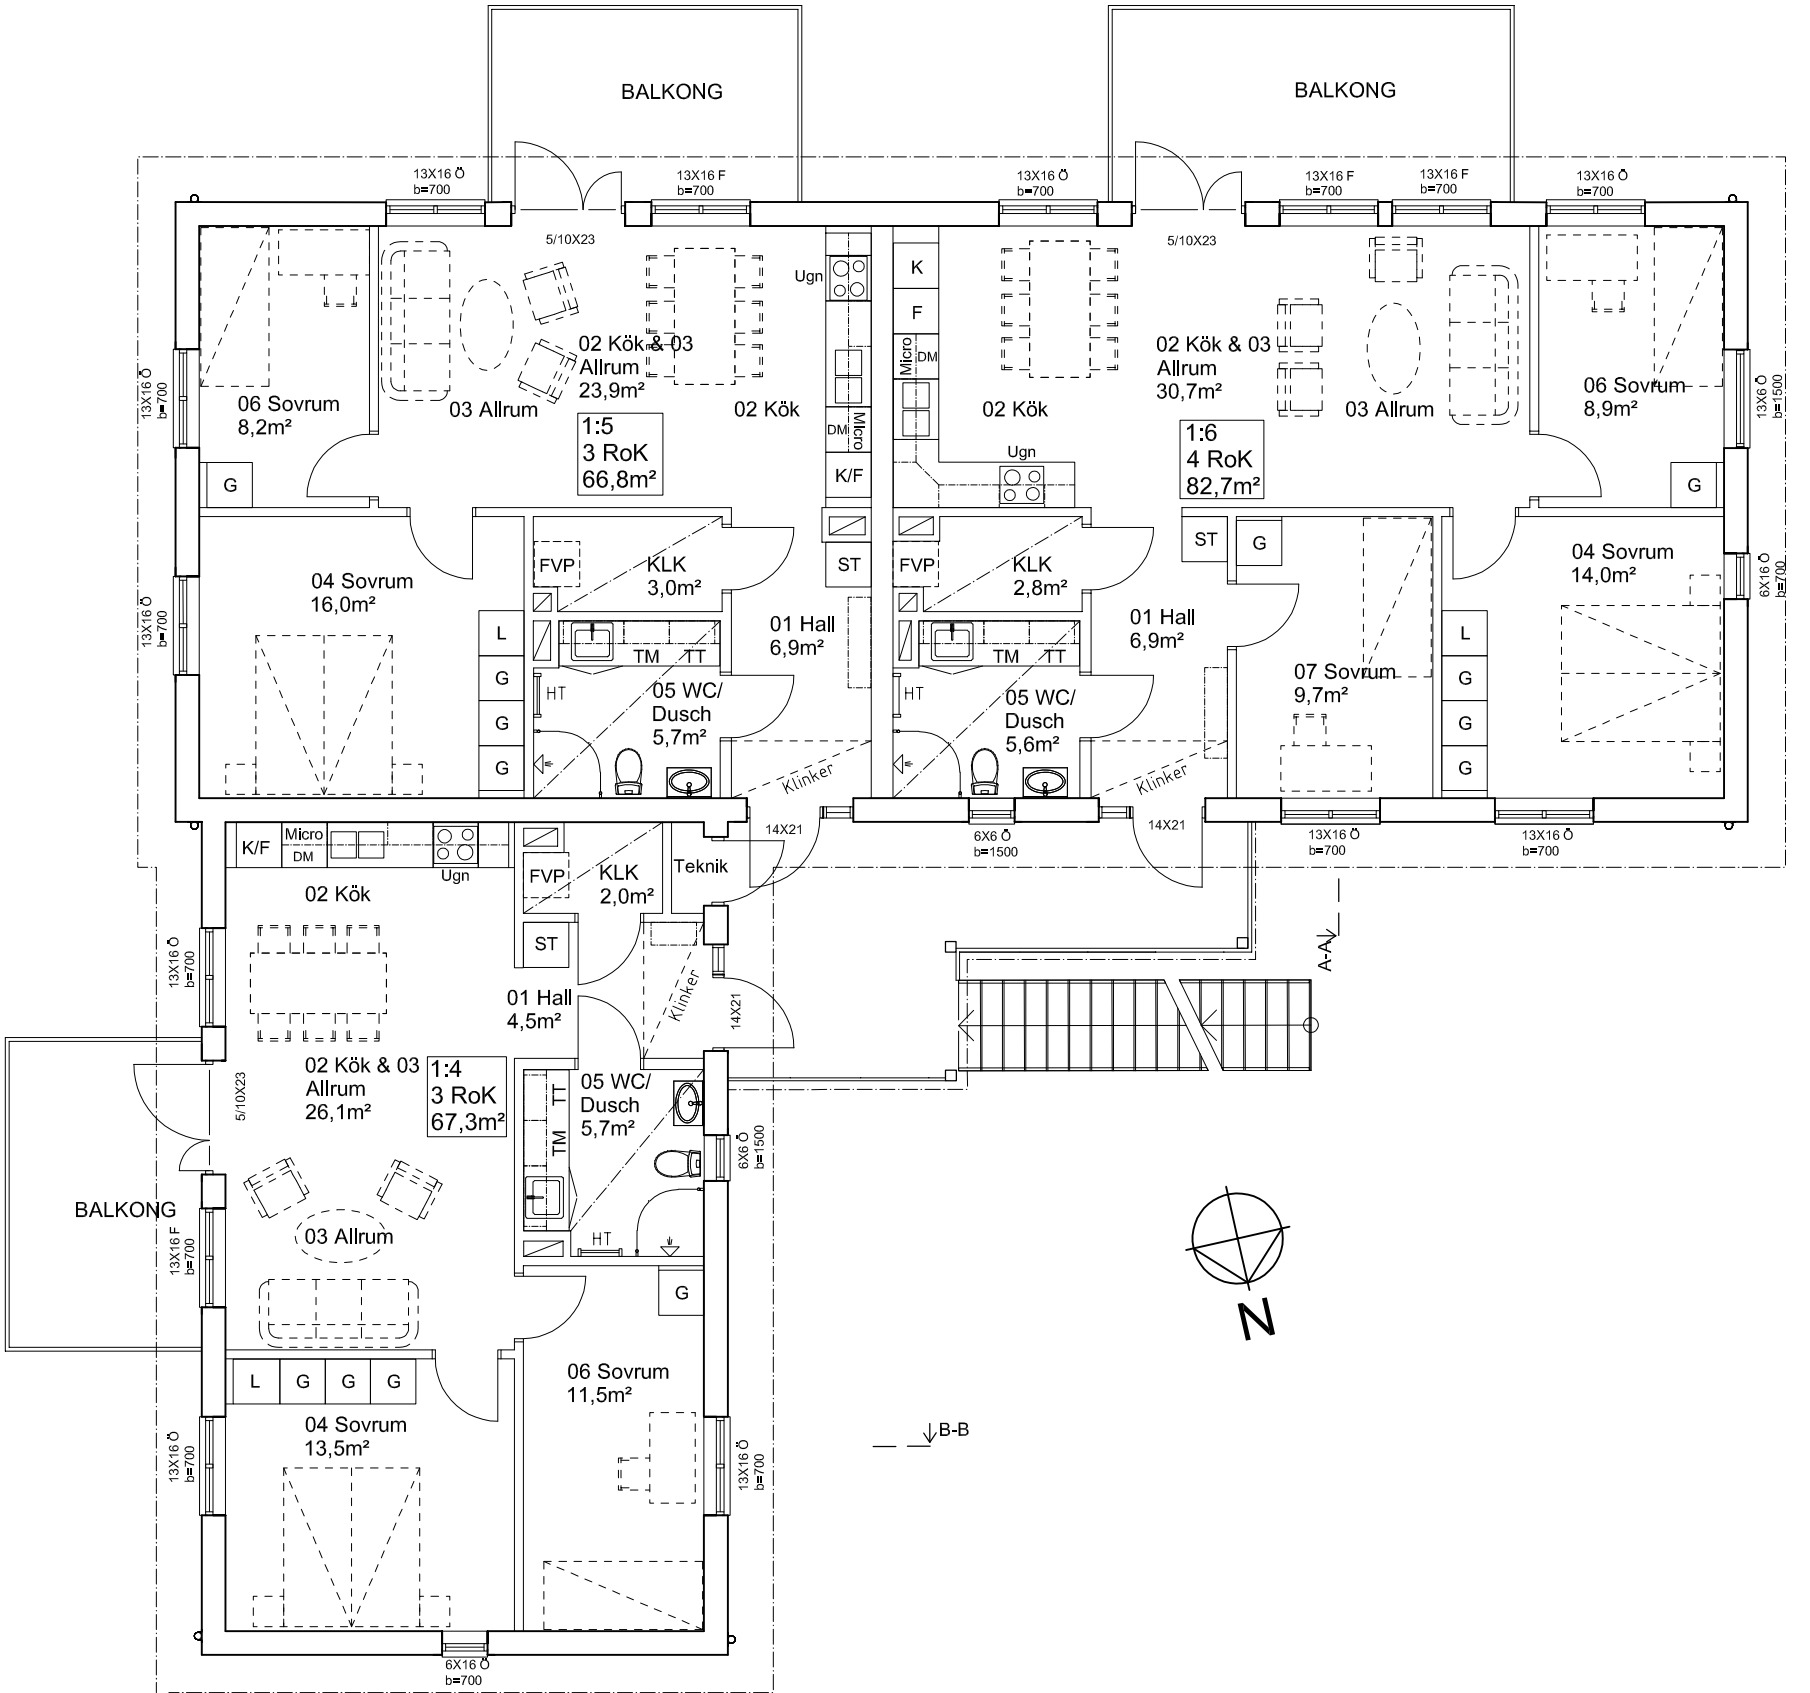 BALKONG
BALKONG
13X16 Ö
b=700
13X16 F
b=700
13X16 Ö
b=700
13X16 F
b=700
13X16 F
b=700
13X16 Ö
b=700
5/10X23
5/10X23
Ugn
K
F
Micro
DM
13X16 Ö
b=700
06 Sovrum
8,2m²
G
03 Allrum
02 Kök & 03
Allrum
23,9m²
1:5
3 RoK
66,8m²
02 Kök
DM
Micro
K/F
02 Kök
Ugn
02 Kök & 03
Allrum
30,7m²
1:6
4 RoK
82,7m²
03 Allrum
06 Sovrum
8,9m²
G
13X6 Ö
b=1500
13X16 Ö
b=700
04 Sovrum
16,0m²
L
G
G
G
FVP
KLK
3,0m²
ST
01 Hall
6,9m²
TM
TT
HT
05 WC/
Dusch
5,7m²
Klinker
FVP
KLK
2,8m²
ST
G
01 Hall
6,9m²
TM
TT
HT
05 WC/
Dusch
5,6m²
Klinker
07 Sovrum
9,7m²
L
G
G
G
04 Sovrum
14,0m²
6X16 Ö
b=700
14X21
6X6 Ö
b=1500
14X21
13X16 Ö
b=700
13X16 Ö
b=700
K/F
Micro
DM
Ugn
FVP
KLK
2,0m²
Teknik
02 Kök
ST
13X16 Ö
b=700
01 Hall
4,5m²
Klinker
14X21
A-A
02 Kök & 03
Allrum
26,1m²
1:4
3 RoK
67,3m²
5/10X23
05 WC/
Dusch
5,7m²
TT
TM
6X6 Ö
b=1500
BALKONG
03 Allrum
HT
13X16 F
b=700
N
G
06 Sovrum
11,5m²
L
G
G
G
04 Sovrum
13,5m²
13X16 Ö
b=700
13X16 Ö
b=700
B-B
6X16 Ö
b=700